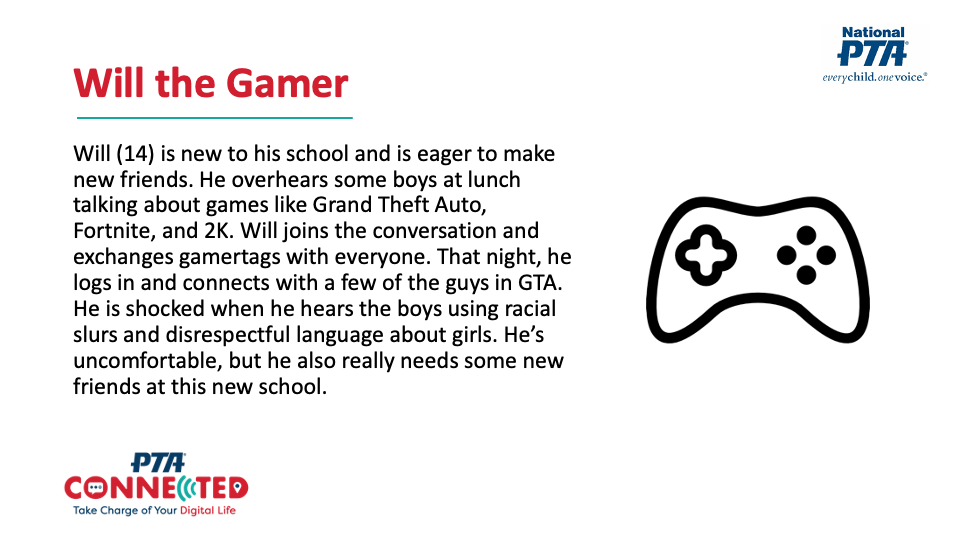 National
PTA®
everychild.onevoice.®
Will the Gamer
Will (14) is new to his school and is eager to make
new friends. He overhears some boys at lunch
talking about games like Grand Theft Auto,
Fortnite, and 2K. Will joins the conversation and
exchanges gamertags with everyone. That night, he
logs in and connects with a few of the guys in GTA.
He is shocked when he hears the boys using racial
slurs and disrespectful language about girls. He’s
uncomfortable, but he also really needs some new
friends at this new school.
PTA
CONNECTED
Take Charge of Your Digital Life